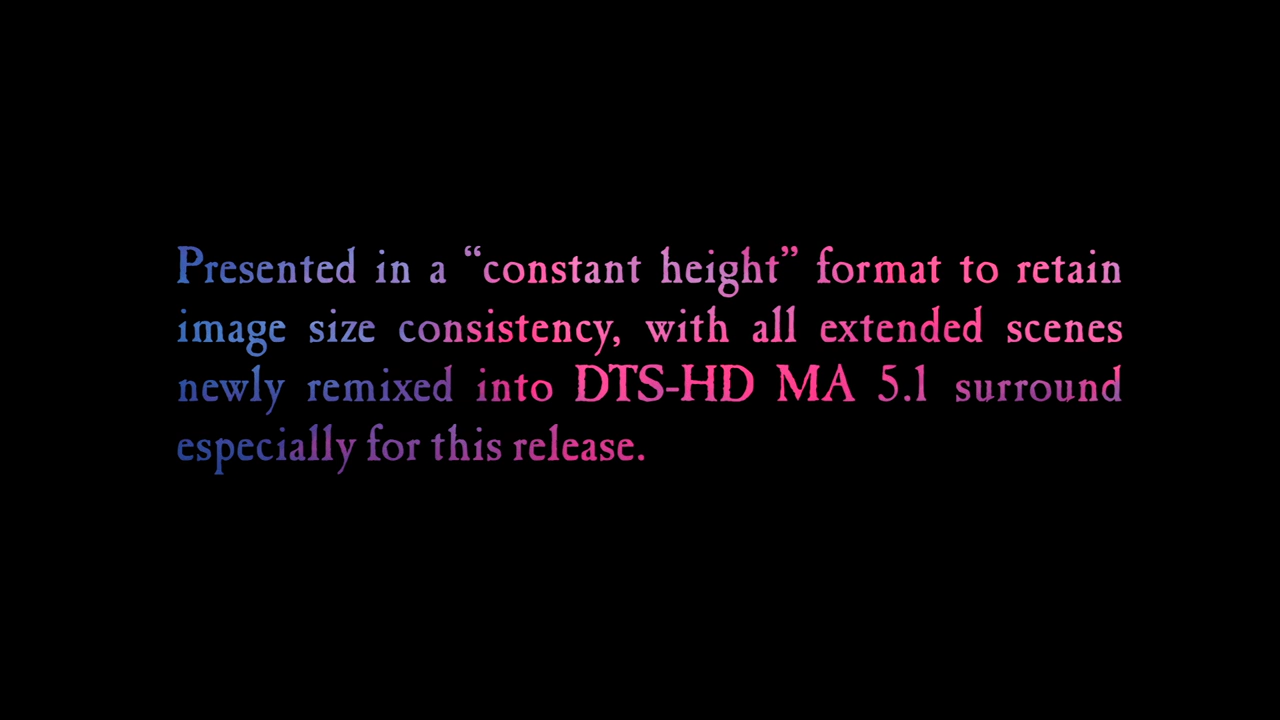 Presented in a “constant height” format to retain
image size consistency, with all extended scenes
newly remixed into DTS-HD MA 5.1 surround
especially for this release.